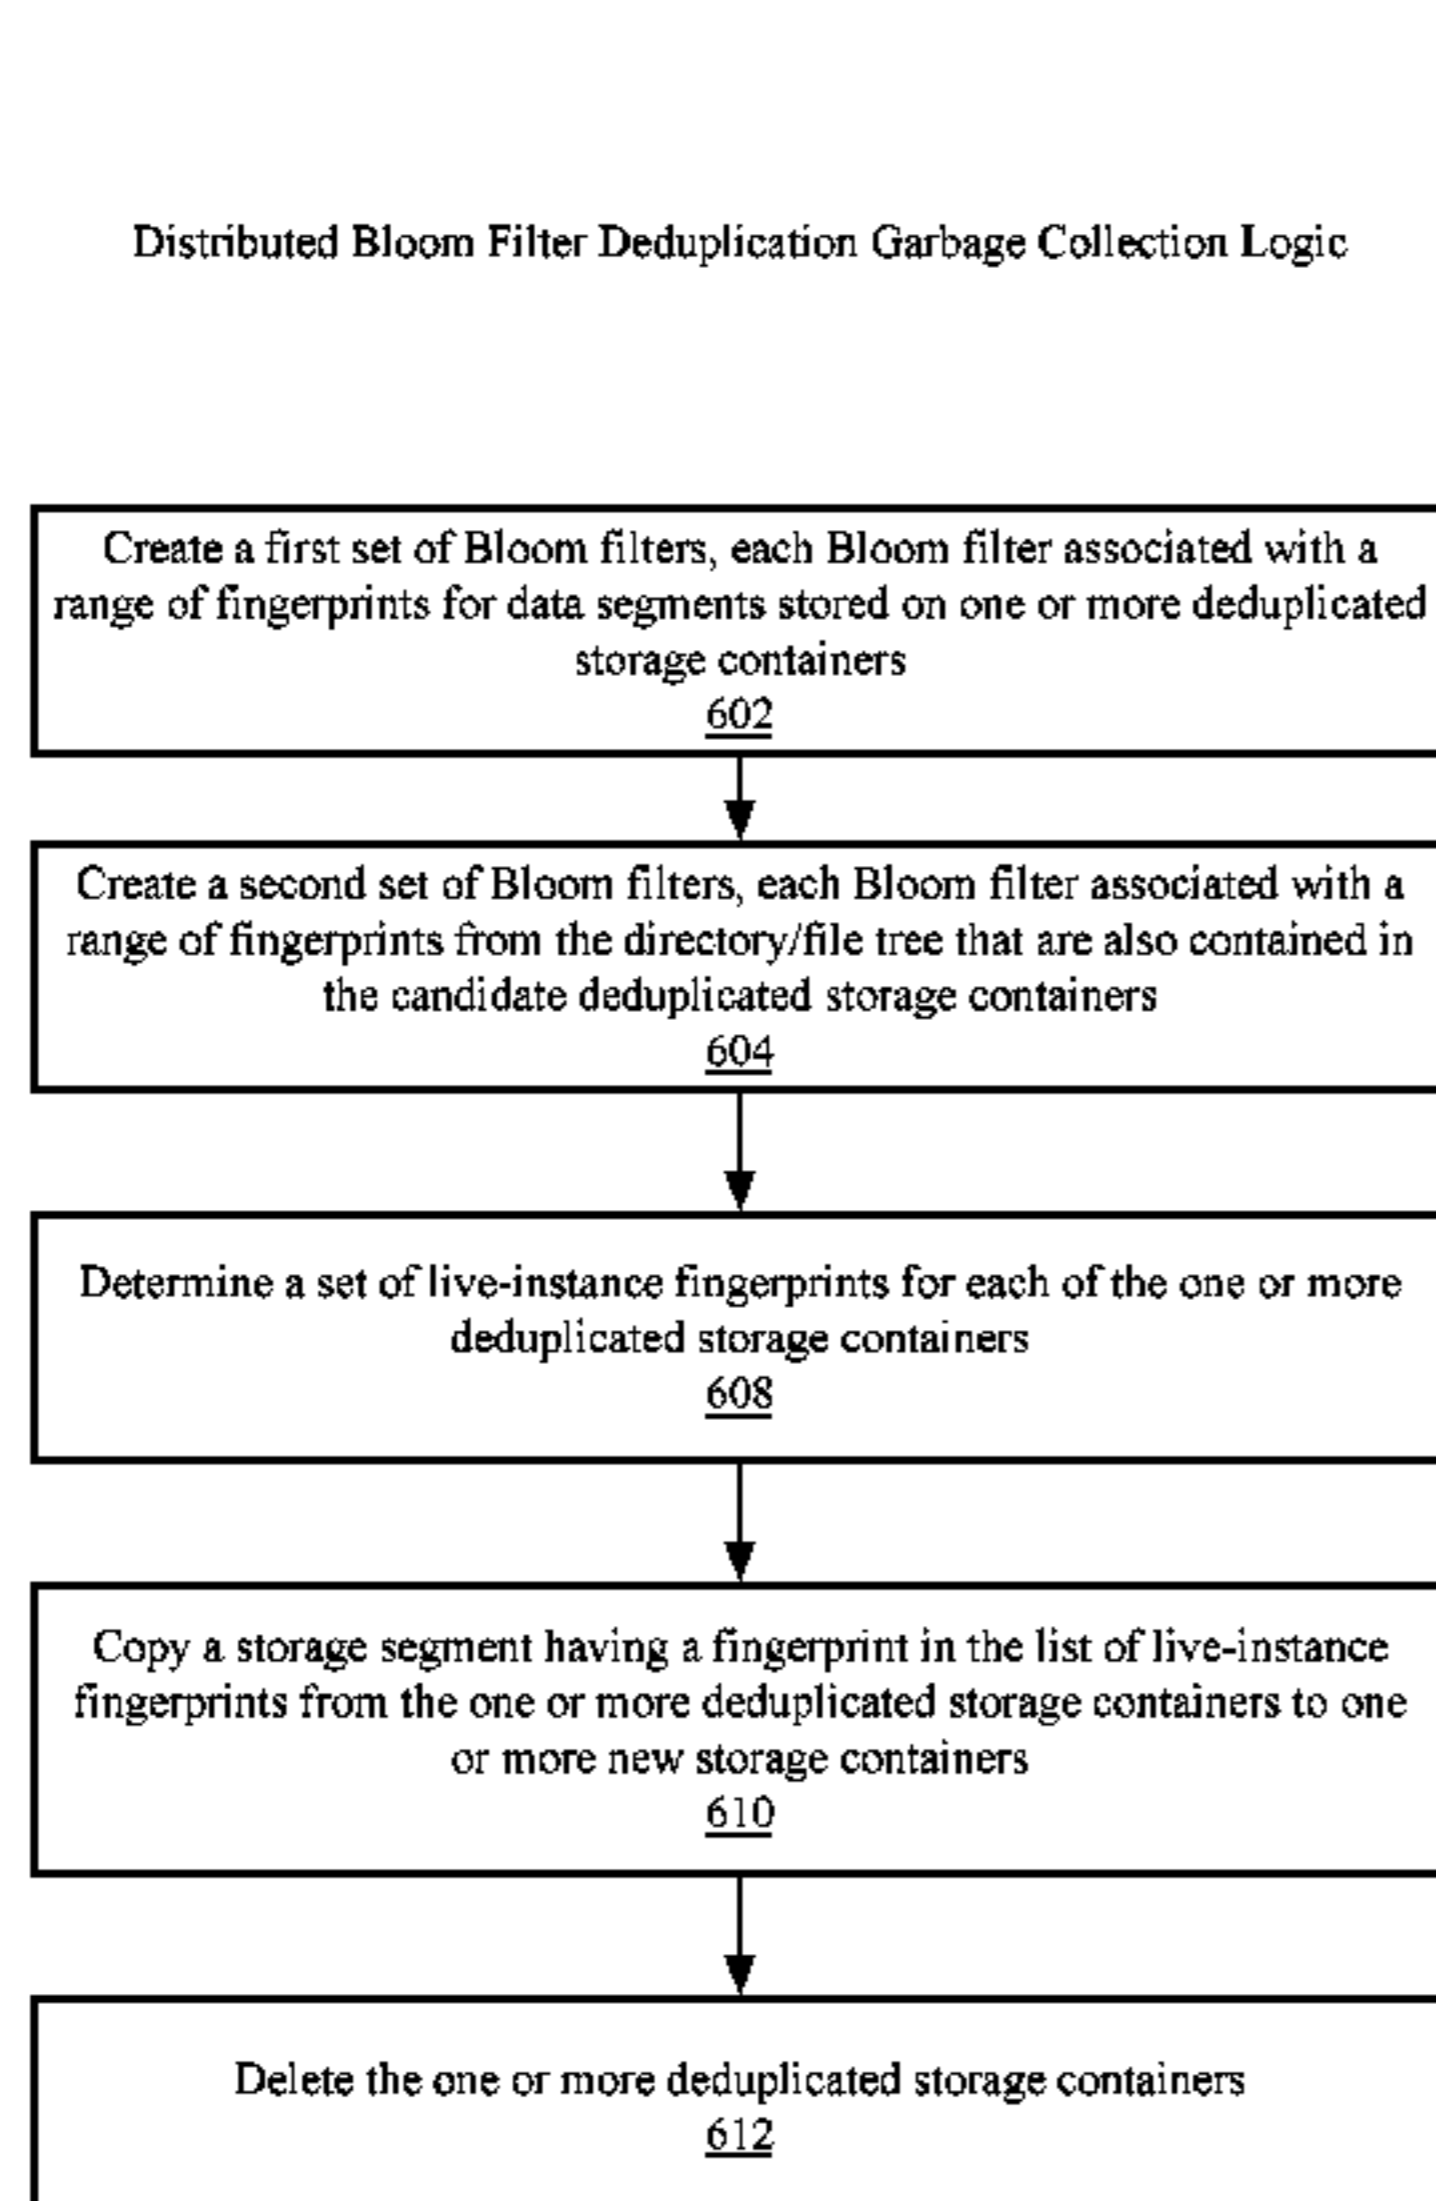 Distributed Bloom Filter Deduplication Garbage Collection Logic
Create a first set of Bloom filters, each Bloom filter associated with a
range of fingerprints for data segments stored on one or more deduplicated
storage containers
602
Create a second set of Bloom filters, each Bloom filter associated with a
range of fingerprints from the directory/file tree that are also contained in
the candidate deduplicated storage containers
604
Determine a set of live-instance fingerprints for each of the one or more
deduplicated storage containers
608
Copy a storage segment having a fingerprint in the list of live-instance
fingerprints from the one or more deduplicated storage containers to one
or more new storage containers
610
Delete the one or more deduplicated storage containers
612